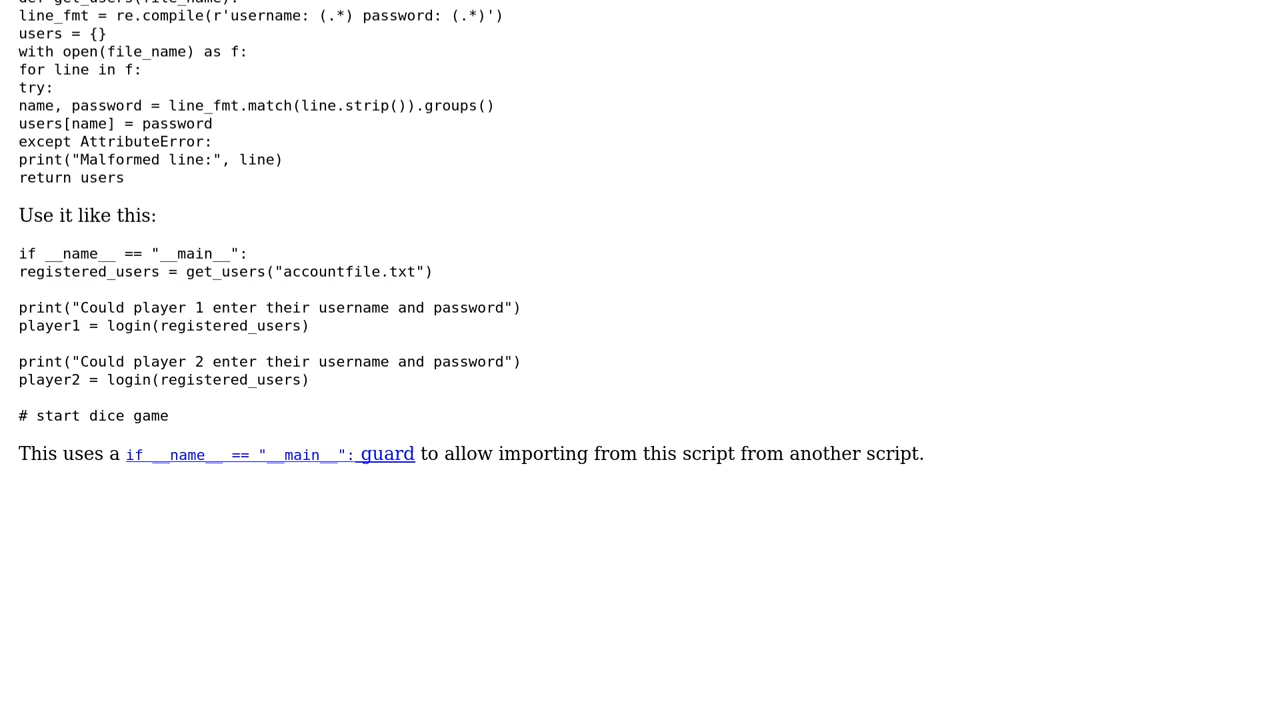 def get_users(file_name):
line_fmt = re.compile(r'username: (.*) password: (.*)')
users = {}
with open(file_name) as f:
for line in f:
try:
name, password = line_fmt.match(line.strip()).groups()
users[name] = password
except AttributeError:
print("Malformed line:", line)
return users
Use it like this:
if __name__ == "__main__":
registered_users = get_users("accountfile.txt")
print("Could player 1 enter their username and password")
player1 = login(registered_users)
print("Could player 2 enter their username and password")
player2 = login(registered_users)
# start dice game
This uses a if __name__ == "__main__": guard to allow importing from this script from another script.